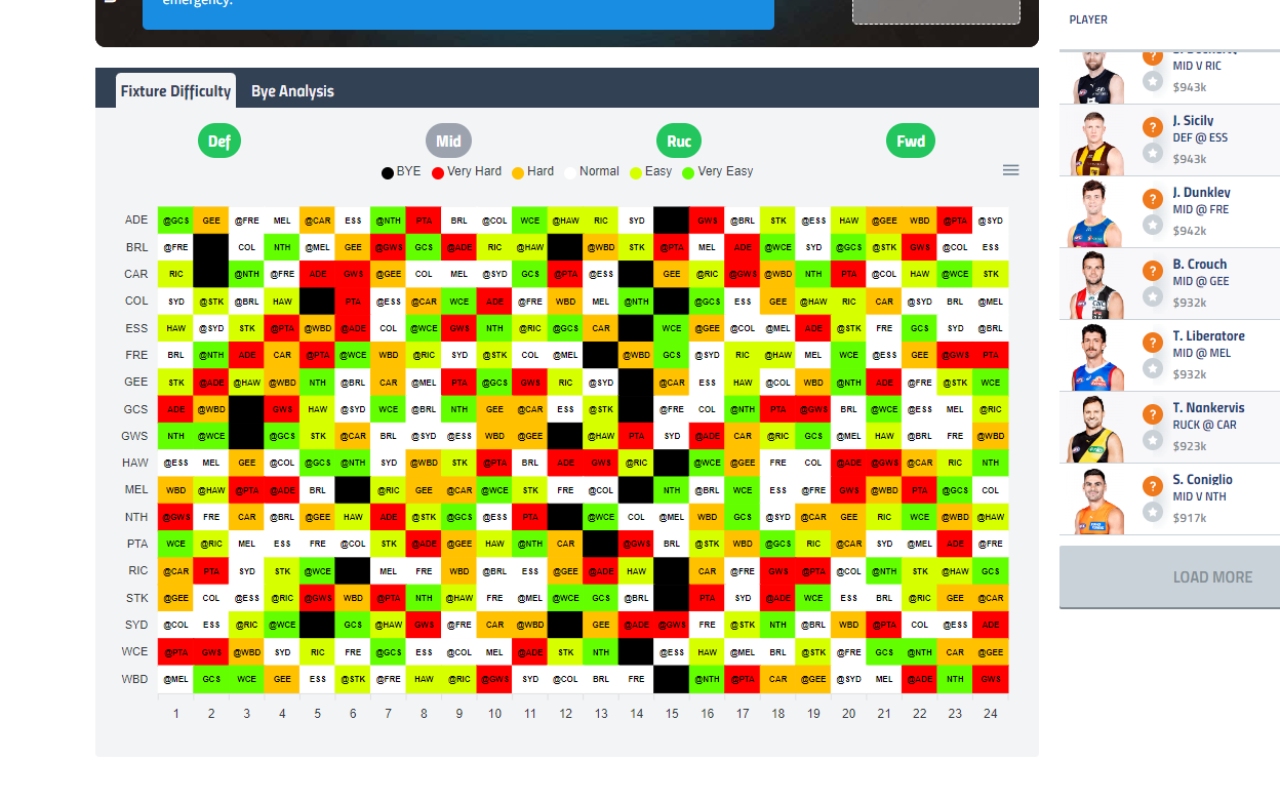 emergency.
PLAYER
Fixture Difficulty Bye Analysis
Def Mid Ruc Fwd
BYE Very Hard Hard Normal Easy Very Easy
ADE @GCS GEE @FRE MEL @CAR ESS @NTH PTA BRL @COL WCE @HAW RIC SYD GWS @BRL STK @ESS HAW @GEE WBD @PTA @SYD
BRL @FRE COL NTH @MEL GEE @GWS GCS @ADE RIC @HAW @WBD STK @PTA MEL ADE @WCE SYD @GCS @STK GWS @COL ESS
CAR RIC @NTH @FRE ADE GWS @GEE COL MEL @SYD GCS @PTA @ESS GEE @RIC @GWS @WBD NTH PTA @COL HAW @WCE STK
COL SYD @STK @BRL HAW PTA @ESS @CAR WCE ADE @FRE WBD MEL @NTH @GCS ESS GEE @HAW RIC CAR @SYD BRL @MEL
ESS HAW @SYD STK @PTA @WBD @ADE COL @WCE GWS NTH @RIC @GCS CAR WCE @GEE @COL @MEL ADE @STK FRE GCS SYD @BRL
FRE BRL @NTH ADE CAR @PTA @WCE WBD @RIC SYD @STK COL @MEL @WBD GCS @SYD RIC @HAW MEL WCE @ESS GEE @GWS PTA
GEE STK @ADE @HAW @WBD NTH @BRL CAR @MEL PTA @GCS GWS RIC @SYD @CAR ESS HAW @COL WBD @NTH ADE @FRE @STK WCE
GCS ADE @WBD GWS HAW @SYD WCE @BRL NTH GEE @CAR ESS @STK @FRE COL @NTH PTA @GWS BRL @WCE @ESS MEL @RIC
GWS NTH @WCE @GCS STK @CAR BRL @SYD @ESS WBD @GEE @HAW PTA SYD @ADE CAR @RIC GCS @MEL HAW @BRL FRE @WBD
HAW @ESS MEL GEE @COL @GCS @NTH SYD @WBD STK @PTA BRL ADE GWS @RIC @WCE @GEE FRE COL @ADE @GWS @CAR RIC NTH
MEL WBD @HAW @PTA @ADE BRL @RIC GEE @CAR @WCE STK FRE @COL NTH @BRL WCE ESS @FRE GWS @WBD PTA @GCS COL
NTH @GWS FRE CAR @BRL @GEE HAW ADE @STK @GCS @ESS PTA @WCE COL @MEL WBD GCS @SYD @CAR GEE RIC WCE @WBD @HAW
PTA WCE @RIC MEL ESS FRE @COL STK @ADE @GEE HAW @NTH CAR @GWS BRL @STK WBD @GCS RIC @CAR SYD @MEL ADE @FRE
RIC @CAR PTA SYD STK @WCE MEL FRE WBD @BRL ESS @GEE @ADE HAW CAR @FRE GWS @PTA @COL @NTH STK @HAW GCS
STK @GEE COL @ESS @RIC @GWS WBD @PTA NTH @HAW FRE @MEL @WCE GCS @BRL PTA SYD @ADE WCE ESS BRL @RIC GEE @CAR
SYD @COL ESS @RIC @WCE GCS @HAW GWS @FRE CAR @WBD GEE @ADE @GWS FRE @STK NTH @BRL WBD @PTA COL @ESS ADE
WCE @PTA GWS @WBD SYD RIC FRE @GCS ESS @COL MEL @ADE STK NTH @ESS HAW @MEL BRL @STK @FRE GCS @NTH CAR @GEE
WBD @MEL GCS WCE GEE ESS @STK @FRE HAW @RIC @GWS SYD @COL BRL FRE @NTH @PTA CAR @GEE @SYD MEL @ADE NTH GWS
1 2 3 4 5 6 7 8 9 10 11 12 13 14 15 16 17 18 19 20 21 22 23 24
MID V RIC
$943k
J. Sicily
DEF @ ESS
$943k
J. Dunkley
MID @ FRE
$942k
B. Crouch
MID @ GEE
$932k
T. Liberatore
MID @ MEL
$932k
T. Nankervis
RUCK @ CAR
$923k
S. Coniglio
MID V NTH
$917k
LOAD MORE